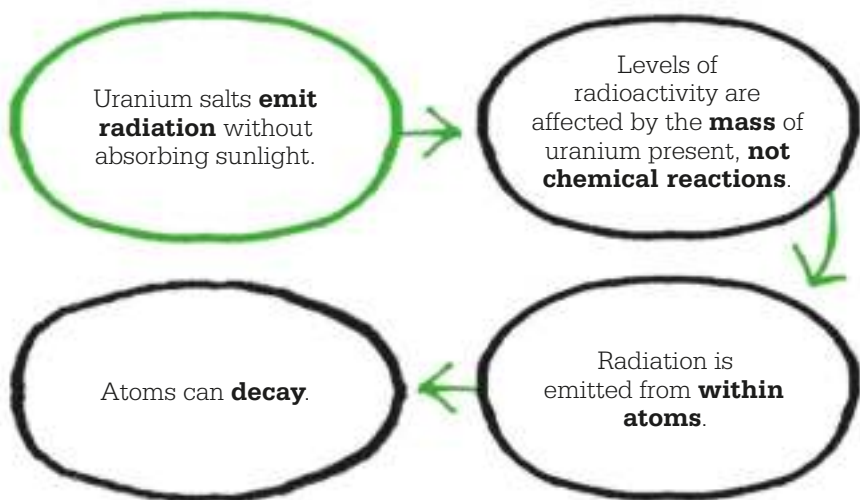 Uranium salts emit
radiation without
absorbing sunlight.
Levels of
radioactivity are
affected by the mass of
uranium present, not
chemical reactions.
Radiation is
emitted from within
atoms.
Atoms can decay.